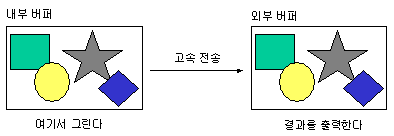 내부 버퍼
외부 버퍼
고속 전송
여기서 그린다
결과을 출력한다